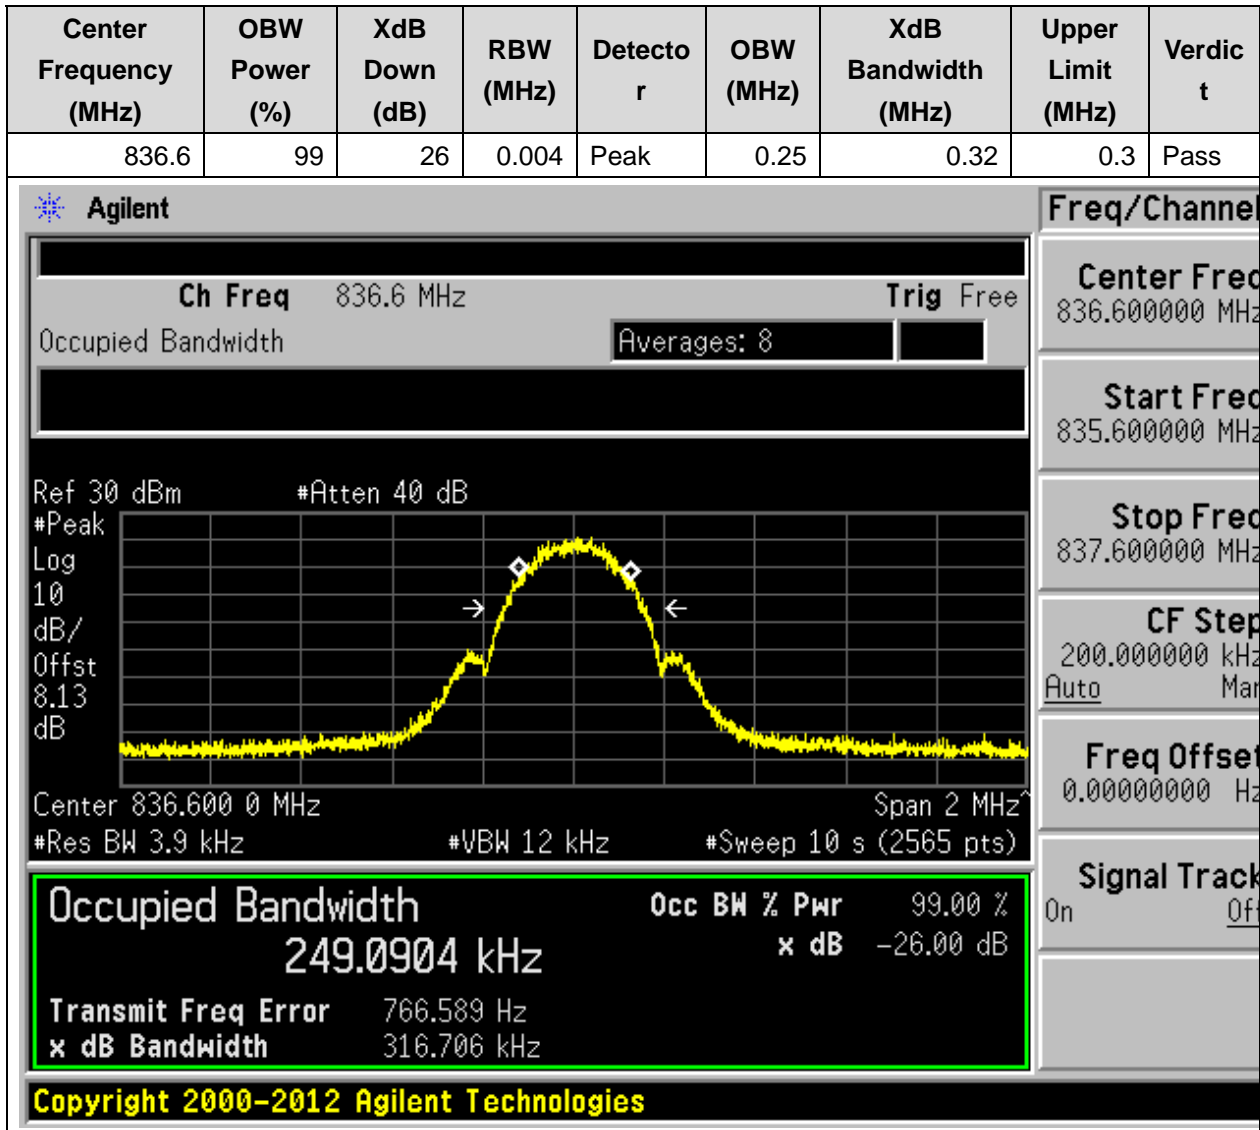 Center Frequency (MHz) OBW Power (%) XdB Down (dB) RBW (MHz) Detector OBW (MHz) XdB Bandwidth (MHz) Upper Limit (MHz) Verdict
836.6 99 26 0.004 Peak 0.25 0.32 0.3 Pass
Agilent
Freq/Channel
Ch Freq 836.6 MHz Trig Free
Occupied Bandwidth Averages: 8
Center Freq
836.600000 MHz
Start Freq
835.600000 MHz
Stop Freq
837.600000 MHz
CF Step
200.000000 kHz
Auto Man
Freq Offset
0.00000000 Hz
Signal Track
On Off
Ref 30 dBm #Atten 40 dB
#Peak
Log
10
dB/
Offst
8.13
dB
Center 836.600 0 MHz Span 2 MHz^
#Res BW 3.9 kHz #VBW 12 kHz #Sweep 10 s (2565 pts)
Occupied Bandwidth Occ BW % Pwr 99.00 %
249.0904 kHz x dB -26.00 dB
Transmit Freq Error 766.589 Hz
x dB Bandwidth 316.706 kHz
Copyright 2000-2012 Agilent Technologies